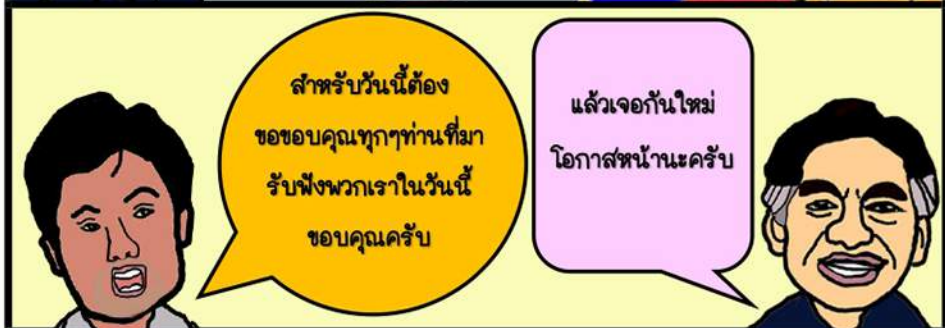 สำหรับวันนี้ต้อง
ขอขอบคุณทุกๆท่านที่มา
รับฟังพวกเราในวันนี้
ขอบคุณครับ
แล้วเจอกันใหม่
โอกาสหน้านะครับ